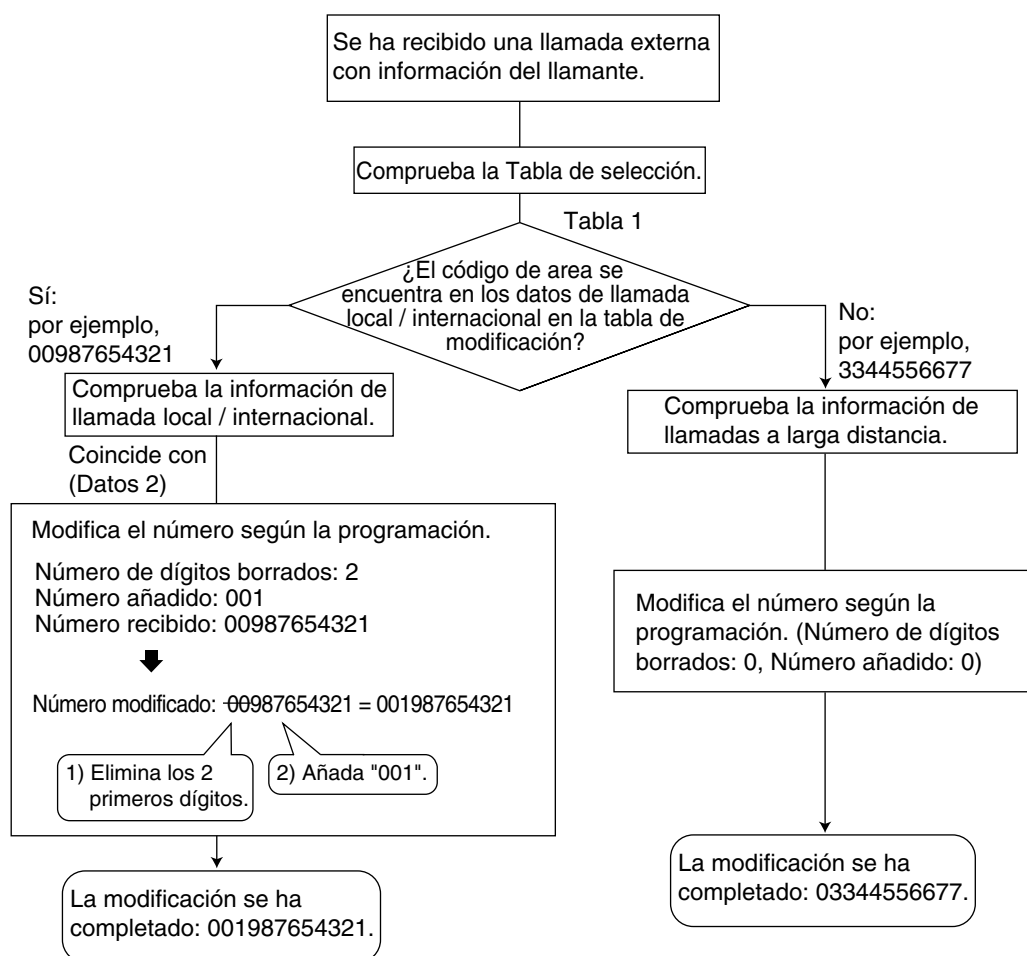 Se ha recibido una llamada externa
con información del llamante.
Comprueba la Tabla de selección.
Tabla 1
¿El código de area se
encuentra en los datos de llamada
local / internacional en la tabla de
modificación?
Sí:
por ejemplo,
00987654321
Comprueba la información de
llamada local / internacional.
Coincide con
(Datos 2)
Modifica el número según la programación.
Número de dígitos borrados: 2
Número añadido: 001
Número recibido: 00987654321
Número modificado: 00987654321 = 001987654321
1) Elimina los 2
primeros dígitos.
2) Añada "001".
La modificación se ha
completado: 001987654321.
No:
por ejemplo,
3344556677
Comprueba la información de
llamadas a larga distancia.
Modifica el número según la
programación. (Número de dígitos
borrados: 0, Número añadido: 0)
La modificación se ha
completado: 03344556677.